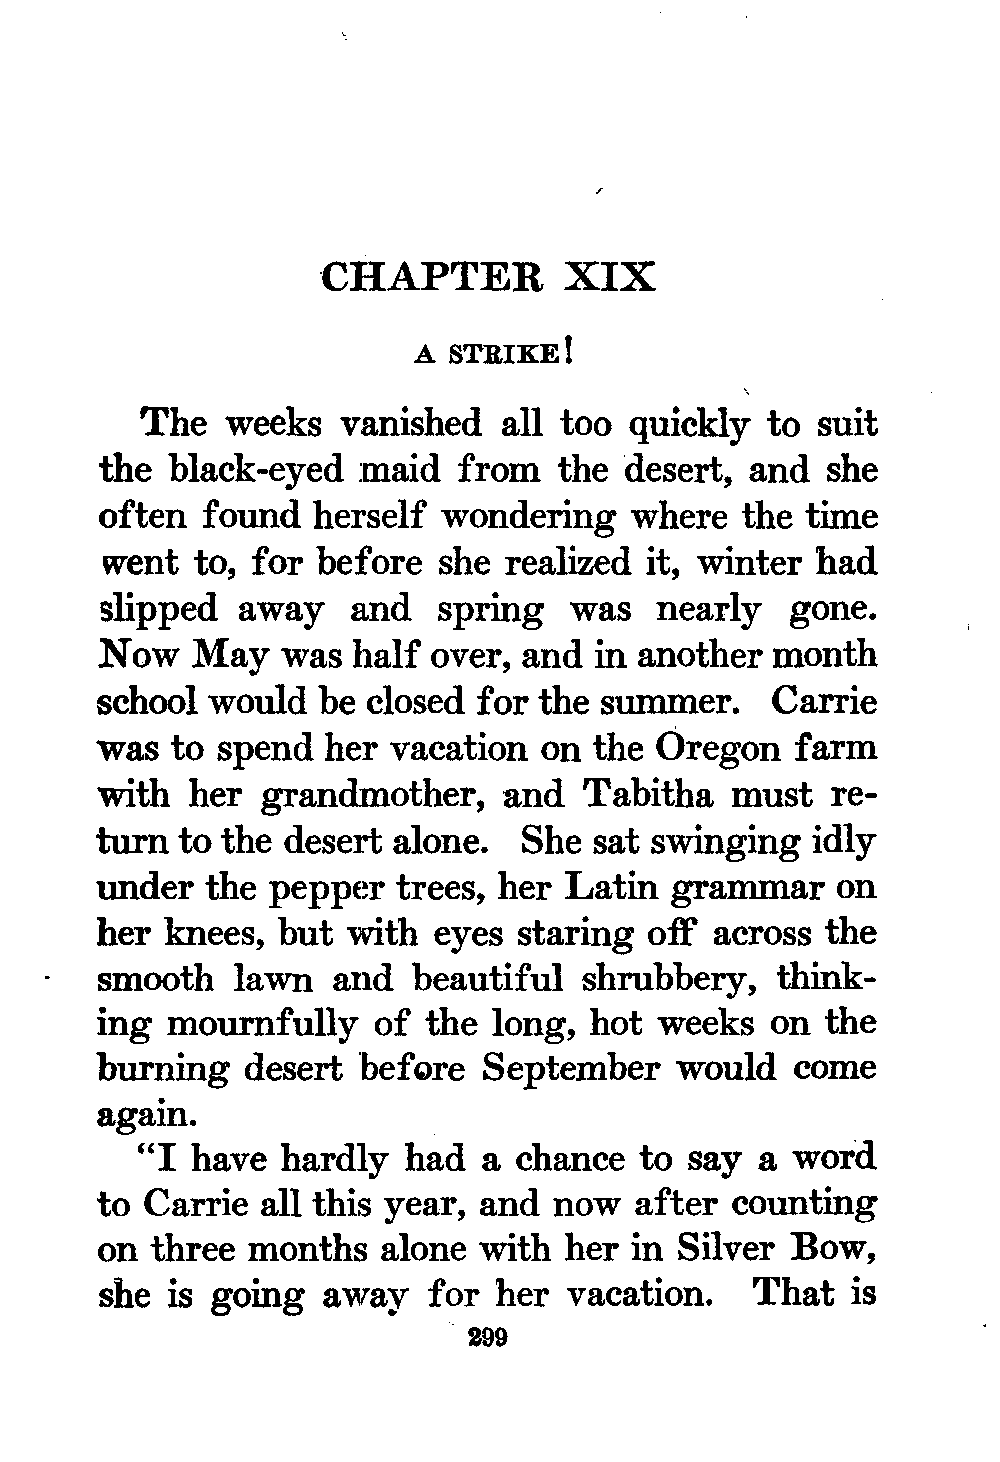 CHAPTER XIX
A STRIKE!
The weeks vanished all too quickly to suit
the black-eyed maid from the desert, and she
often found herself wondering where the time
went to, for before she realized it, winter had
slipped away and spring was nearly gone.
Now May was half over, and in another month
school would be closed for the summer. Carrie
was to spend her vacation on the Oregon farm
with her grandmother, and Tabitha must re-
turn to the desert alone. She sat swinging idly
under the pepper trees, her Latin grammar on
her knees, but with eyes staring off across the
smooth lawn and beautiful shrubbery, think-
ing mournfully of the long, hot weeks on the
burning desert before September would come
again.
"I have hardly had a chance to say a word
to Carrie all this year, and now after counting
on three months alone with her in Silver Bow,
she is going away for her vacation. That is
299